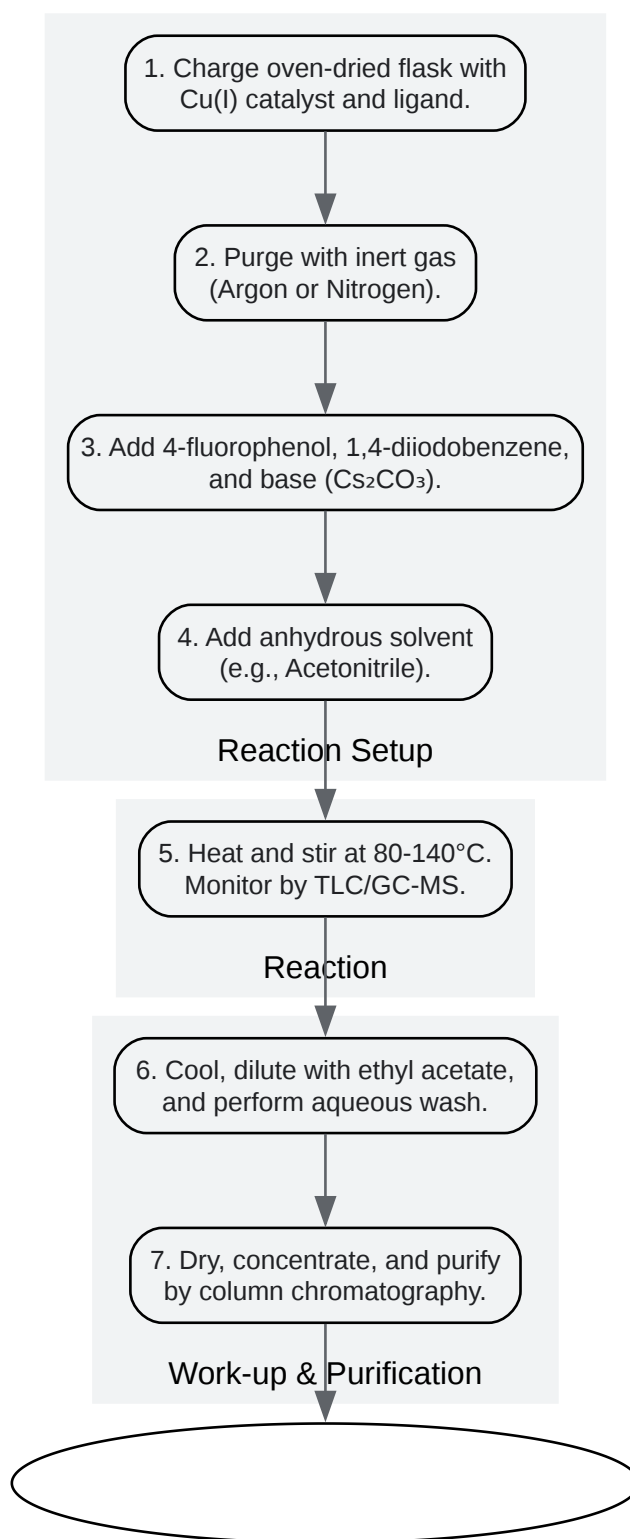 1. Charge oven-dried flask with
Cu(I) catalyst and ligand.
2. Purge with inert gas
(Argon or Nitrogen).
3. Add 4-fluorophenol, 1,4-diiodobenzene,
and base (Cs₂CO₃).
4. Add anhydrous solvent
(e.g., Acetonitrile).
Reaction Setup
5. Heat and stir at 80-140°C.
Monitor by TLC/GC-MS.
Reaction
6. Cool, dilute with ethyl acetate,
and perform aqueous wash.
7. Dry, concentrate, and purify
by column chromatography.
Work-up & Purification